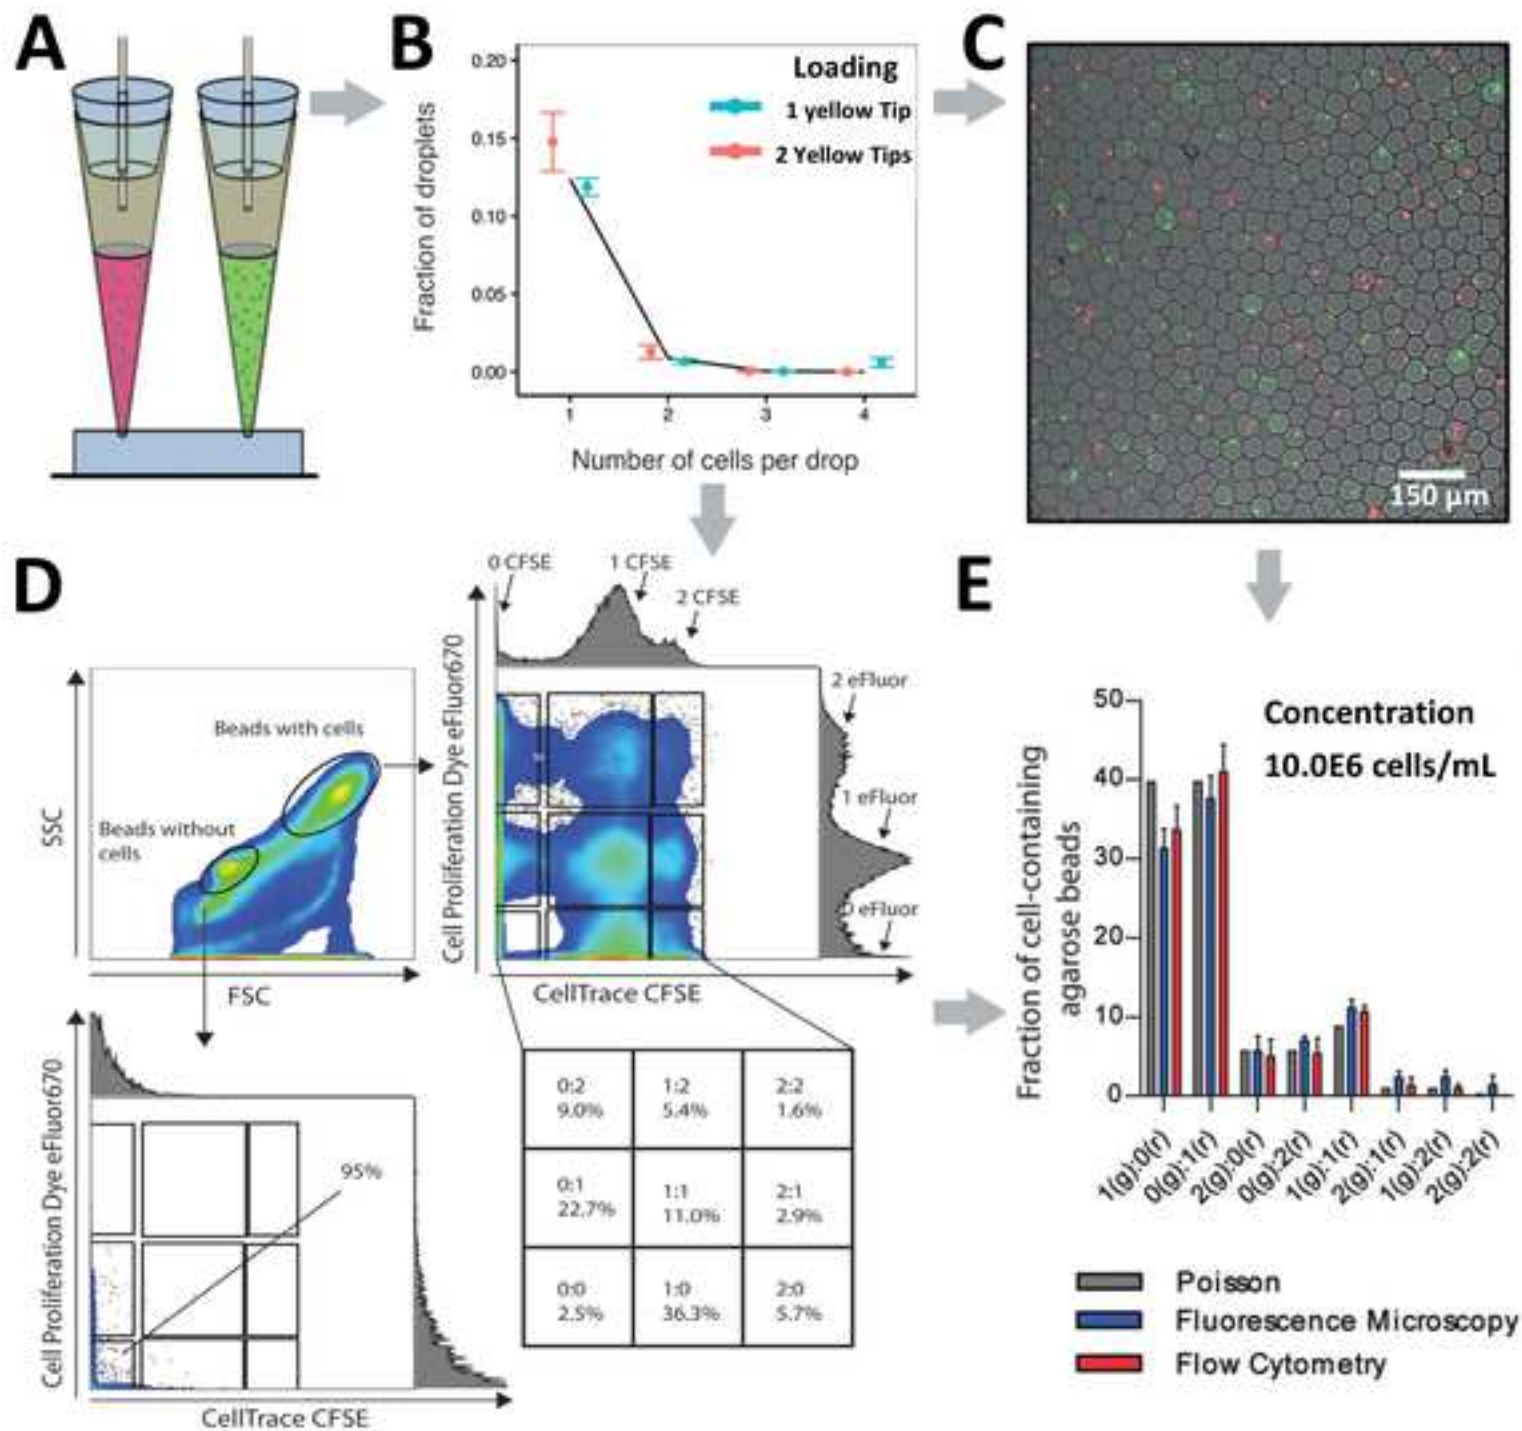 A
B
0.20
0.15
0.10
0.05
0.00
Fraction of droplets
Loading
1 yellow Tip
2 Yellow Tips
1 2 3 4
Number of cells per drop
C
150 µm
D
SSC
Beads with cells
Beads without
cells
FSC
0 CFSE
1 CFSE
2 CFSE
Cell Proliferation Dye eFluor670
2 eFluor
1 eFluor
0 eFluor
CellTrace CFSE
Cell Proliferation Dye eFluor670
95%
CellTrace CFSE
0:2 1:2 2:2
9.0% 5.4% 1.6%
0:1 1:1 2:1
22.7% 11.0% 2.9%
0:0 1:0 2:0
2.5% 36.3% 5.7%
E
Fraction of cell-containing
agarose beads
50
40
30
20
10
0
Concentration
10.0E6 cells/mL
1(g):0(r)
0(g):1(r)
2(g):0(r)
0(g):2(r)
1(g):1(r)
2(g):1(r)
1(g):2(r)
2(g):2(r)
Poisson
Fluorescence Microscopy
Flow Cytometry